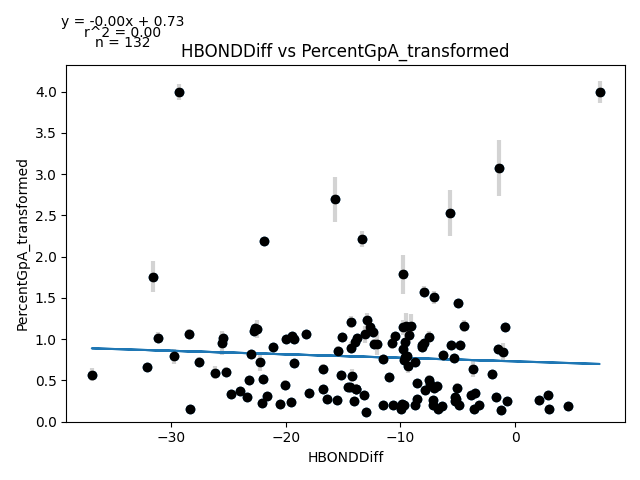 y = -0.00x + 0.73
r^2 = 0.00
n = 132
HBONDDiff vs PercentGpA_transformed
4.0
3.5
3.0
2.5
2.0
1.5
1.0
0.5
0.0
PercentGpA_transformed
−30
−20
−10
0
HBONDDiff